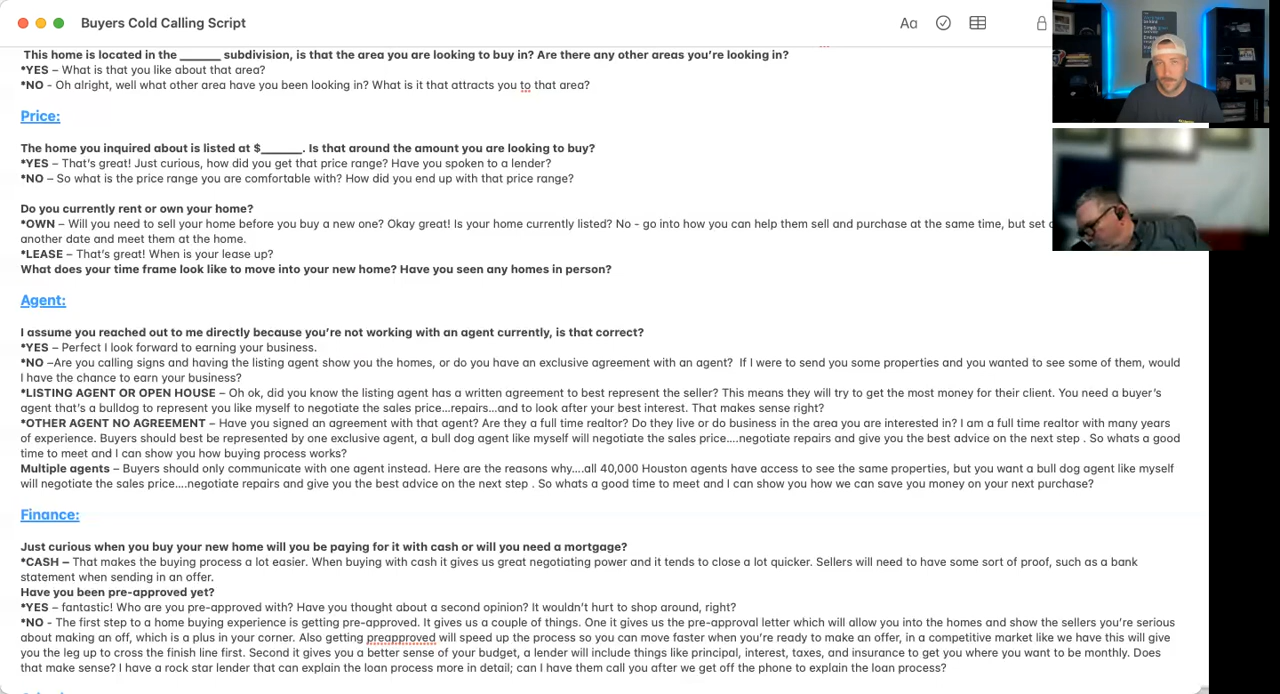 Buyers Cold Calling Script
Aa
This home is located in the ______ subdivision, is that the area you are looking to buy in? Are there any other areas you’re looking in?
*YES – What is that you like about that area?
*NO - Oh alright, well what other area have you been looking in? What is it that attracts you to that area?
Price:
The home you inquired about is listed at $______. Is that around the amount you are looking to buy?
*YES – That’s great! Just curious, how did you get that price range? Have you spoken to a lender?
*NO – So what is the price range you are comfortable with? How did you end up with that price range?
Do you currently rent or own your home?
*OWN – Will you need to sell your home before you buy a new one? Okay great! Is your home currently listed? No - go into how you can help them sell and purchase at the same time, but set
another date and meet them at the home.
*LEASE – That’s great! When is your lease up?
What does your time frame look like to move into your new home? Have you seen any homes in person?
Agent:
I assume you reached out to me directly because you’re not working with an agent currently, is that correct?
*YES – Perfect I look forward to earning your business.
*NO –Are you calling signs and having the listing agent show you the homes, or do you have an exclusive agreement with an agent?  If I were to send you some properties and you wanted to see some of them, would
I have the chance to earn your business?
*LISTING AGENT OR OPEN HOUSE – Oh ok, did you know the listing agent has a written agreement to best represent the seller? This means they will try to get the most money for their client. You need a buyer’s
agent that’s a bulldog to represent you like myself to negotiate the sales price...repairs...and to look after your best interest. That makes sense right?
*OTHER AGENT NO AGREEMENT – Have you signed an agreement with that agent? Are they a full time realtor? Do they live or do business in the area you are interested in? I am a full time realtor with many years
of experience. Buyers should best be represented by one exclusive agent, a bull dog agent like myself will negotiate the sales price....negotiate repairs and give you the best advice on the next step . So whats a good
time to meet and I can show you how buying process works?
Multiple agents – Buyers should only communicate with one agent instead. Here are the reasons why....all 40,000 Houston agents have access to see the same properties, but you want a bull dog agent like myself
will negotiate the sales price....negotiate repairs and give you the best advice on the next step . So whats a good time to meet and I can show you how we can save you money on your next purchase?
Finance:
Just curious when you buy your new home will you be paying for it with cash or will you need a mortgage?
*CASH – That makes the buying process a lot easier. When buying with cash it gives us great negotiating power and it tends to close a lot quicker. Sellers will need to have some sort of proof, such as a bank
statement when sending in an offer.
Have you been pre-approved yet?
*YES – fantastic! Who are you pre-approved with? Have you thought about a second opinion? It wouldn’t hurt to shop around, right?
*NO - The first step to a home buying experience is getting pre-approved. It gives us a couple of things. One it gives us the pre-approval letter which will allow you into the homes and show the sellers you’re serious
about making an off, which is a plus in your corner. Also getting preapproved will speed up the process so you can move faster when you’re ready to make an offer, in a competitive market like we have this will give
you the leg up to cross the finish line first. Second it gives you a better sense of your budget, a lender will include things like principal, interest, taxes, and insurance to get you where you want to be monthly. Does
that make sense? I have a rock star lender that can explain the loan process more in detail; can I have them call you after we get off the phone to explain the loan process?